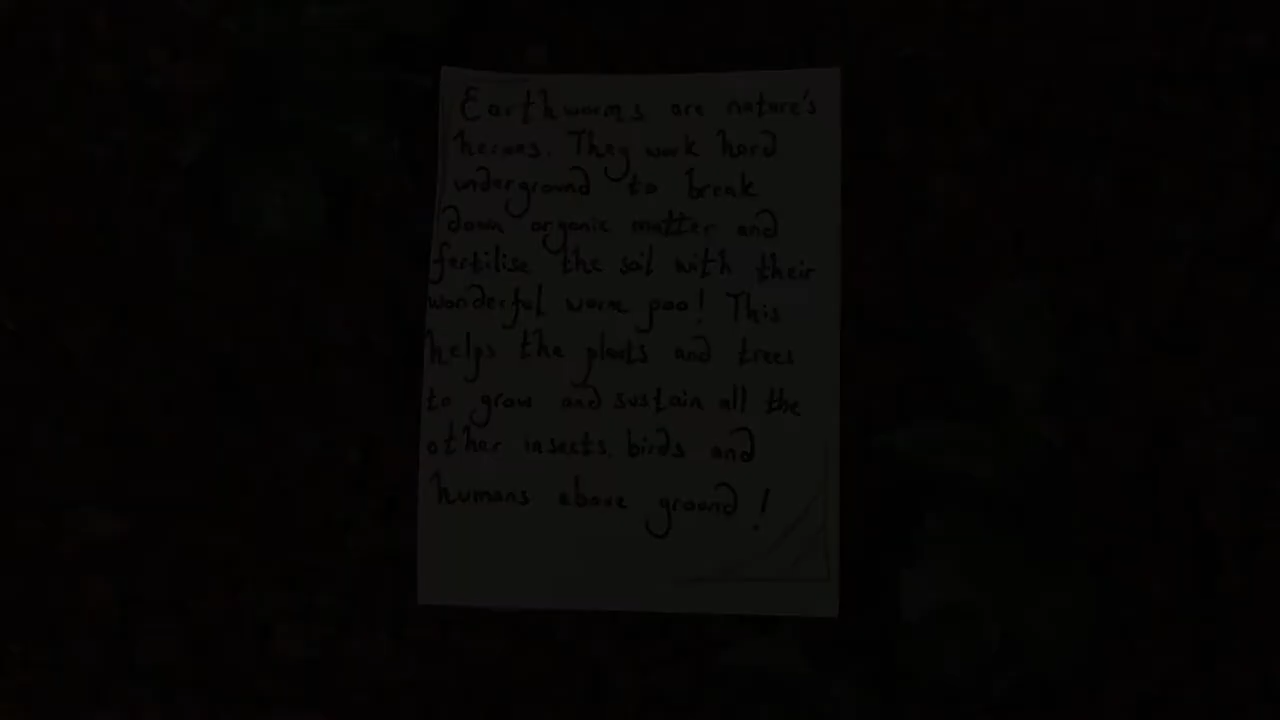 Earthworms are nature's
heroes. They work hard
underground to break
down organic matter and
fertilise the soil with their
wonderful worm poo! This
helps the plants and trees
to grow and sustain all the
other insects, birds and
humans above ground!